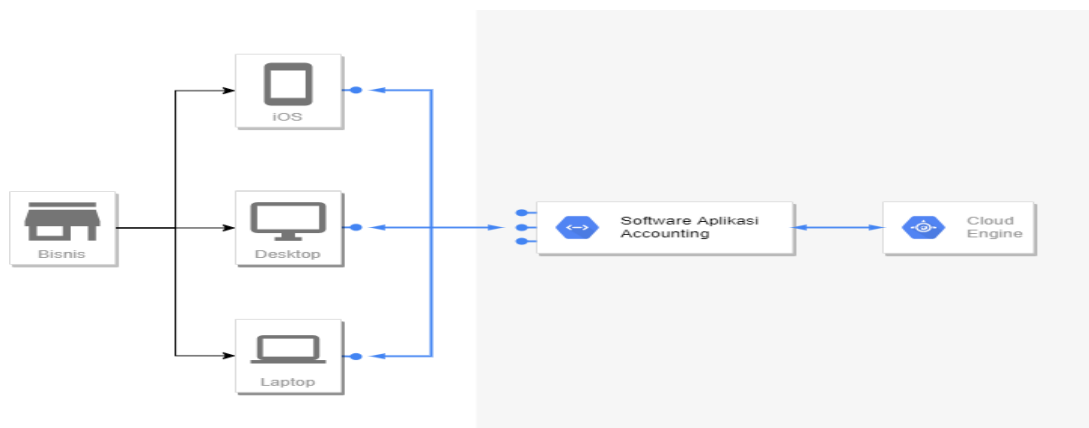 iOS
Bisnis
Desktop
Laptop
Software Aplikasi
Accounting
Cloud
Engine